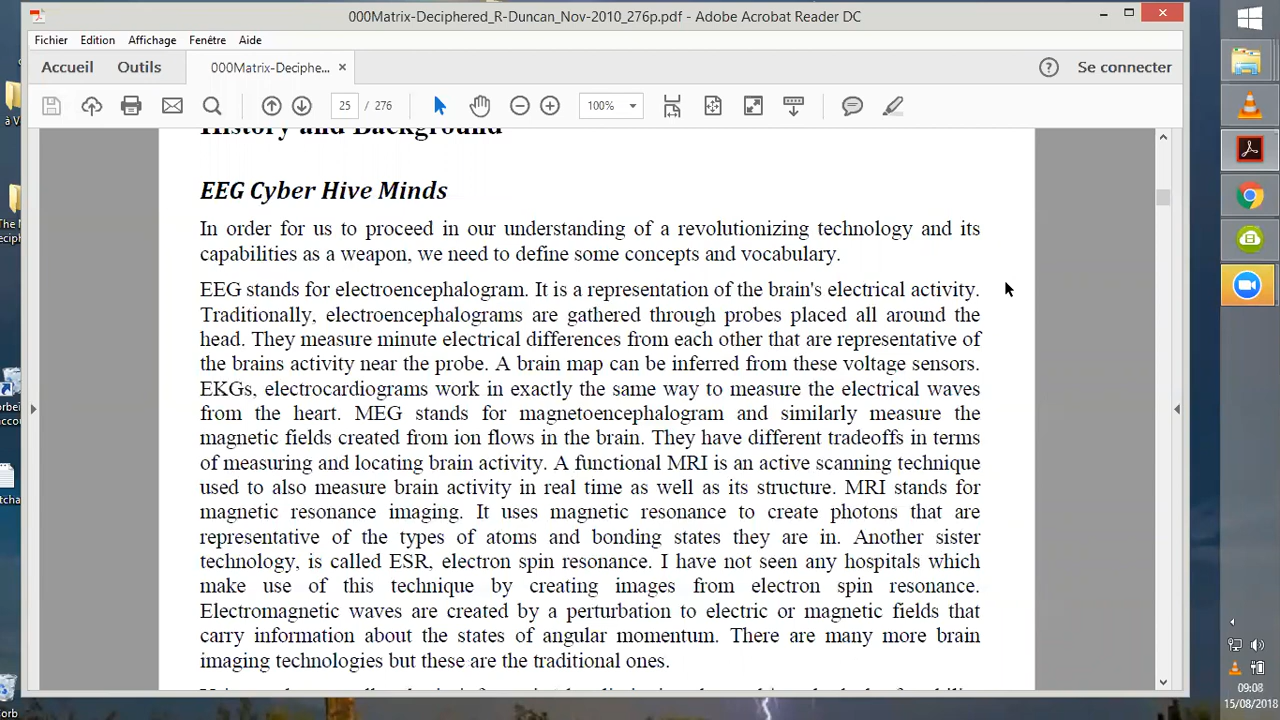 000Matrix-Deciphered_R-Duncan_Nov-2010_276p.pdf - Adobe Acrobat Reader DC
Fichier Edition Affichage Fenêtre Aide
Accueil Outils 000Matrix-Deciphe... × Se connecter
25 / 276 100%
History and Background
EEG Cyber Hive Minds
In order for us to proceed in our understanding of a revolutionizing technology and its
capabilities as a weapon, we need to define some concepts and vocabulary.
EEG stands for electroencephalogram. It is a representation of the brain's electrical activity.
Traditionally, electroencephalograms are gathered through probes placed all around the
head. They measure minute electrical differences from each other that are representative of
the brains activity near the probe. A brain map can be inferred from these voltage sensors.
EKGs, electrocardiograms work in exactly the same way to measure the electrical waves
from the heart. MEG stands for magnetoencephalogram and similarly measure the
magnetic fields created from ion flows in the brain. They have different tradeoffs in terms
of measuring and locating brain activity. A functional MRI is an active scanning technique
used to also measure brain activity in real time as well as its structure. MRI stands for
magnetic resonance imaging. It uses magnetic resonance to create photons that are
representative of the types of atoms and bonding states they are in. Another sister
technology, is called ESR, electron spin resonance. I have not seen any hospitals which
make use of this technique by creating images from electron spin resonance.
Electromagnetic waves are created by a perturbation to electric or magnetic fields that
carry information about the states of angular momentum. There are many more brain
imaging technologies but these are the traditional ones.
09:08
15/08/2018